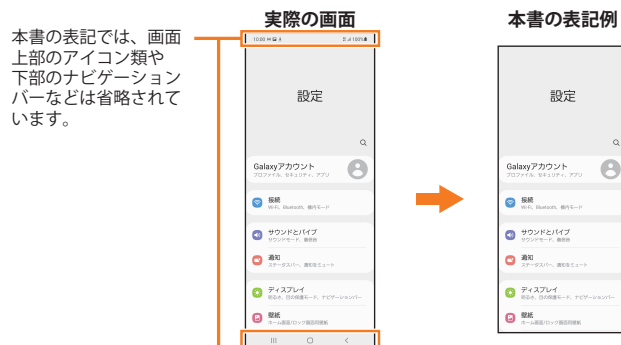 実際の画面
本書の表記例
本書の表記では、画面
上部のアイコン類や
下部のナビゲーション
バーなどは省略されて
います。
10:00
100%
設定
Galaxyアカウント
プロファイル、セキュリティ、アプリ
接続
Wi-Fi、Bluetooth、機内モード
サウンドとバイブ
サウンドモード、着信音
通知
ステータスバー、通知をミュート
ディスプレイ
明るさ、目の保護モード、ナビゲーションバー
壁紙
ホーム画面/ロック画面用壁紙
設定
Galaxyアカウント
プロファイル、セキュリティ、アプリ
接続
Wi-Fi、Bluetooth、機内モード
サウンドとバイブ
サウンドモード、着信音
通知
ステータスバー、通知をミュート
ディスプレイ
明るさ、目の保護モード、ナビゲーションバー
壁紙
ホーム画面/ロック画面用壁紙